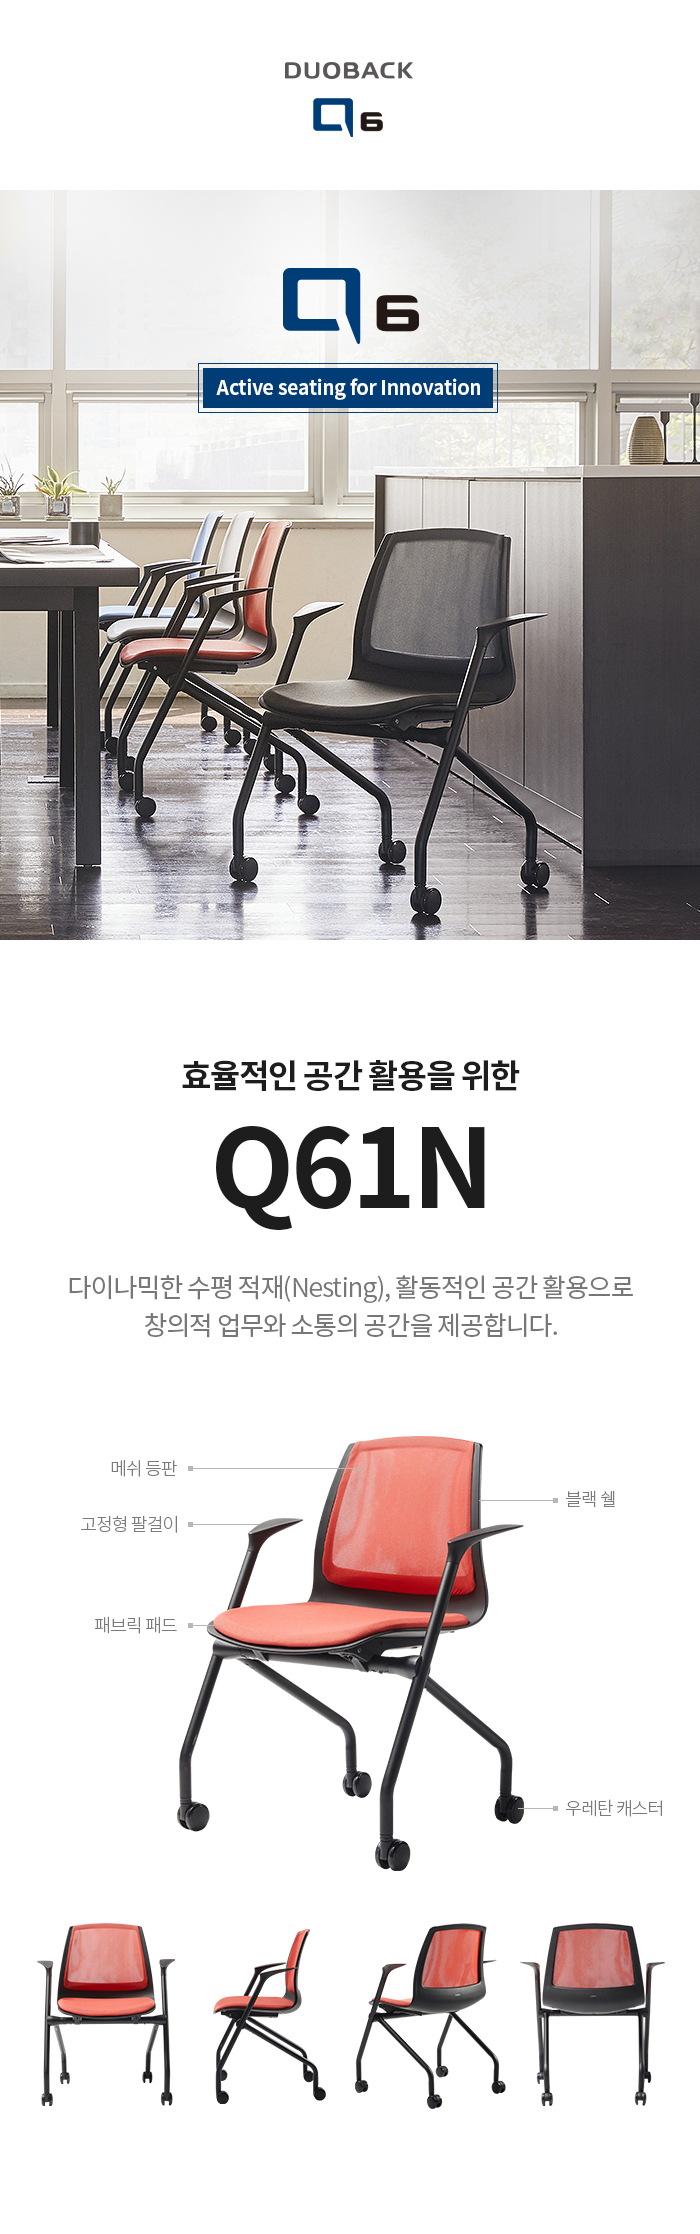 DUOBACK
Q6
Q6
Active seating for Innovation
효율적인 공간 활용을 위한
Q61N
다이나믹한 수평 적재(Nesting), 활동적인 공간 활용으로
창의적 업무와 소통의 공간을 제공합니다.
메쉬 등판
블랙 쉘
고정형 팔걸이
패브릭 패드
우레탄 캐스터